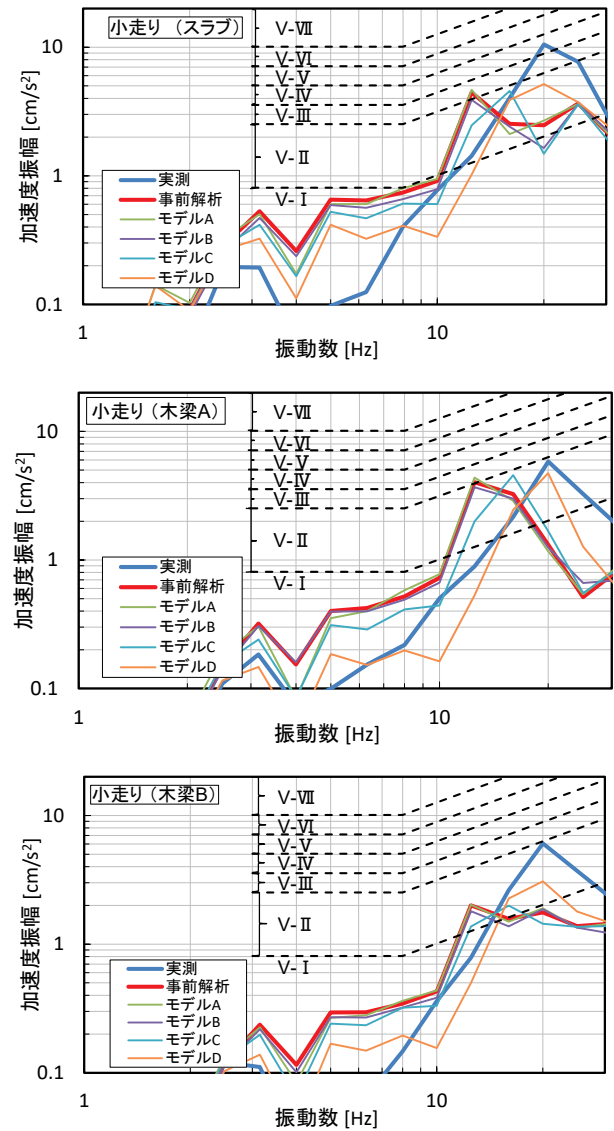 小走り (スラブ)
加速度振幅 [cm/s²]
10
1
0.1
Ⅴ-Ⅶ
Ⅴ-Ⅵ
Ⅴ-Ⅴ
Ⅴ-Ⅳ
Ⅴ-Ⅲ
Ⅴ-Ⅱ
Ⅴ-Ⅰ
実測
事前解析
モデルA
モデルB
モデルC
モデルD
1
10
振動数 [Hz]
小走り (木梁A)
加速度振幅 [cm/s²]
10
1
0.1
Ⅴ-Ⅶ
Ⅴ-Ⅵ
Ⅴ-Ⅴ
Ⅴ-Ⅳ
Ⅴ-Ⅲ
Ⅴ-Ⅱ
Ⅴ-Ⅰ
実測
事前解析
モデルA
モデルB
モデルC
モデルD
1
10
振動数 [Hz]
小走り (木梁B)
加速度振幅 [cm/s²]
10
1
0.1
Ⅴ-Ⅶ
Ⅴ-Ⅵ
Ⅴ-Ⅴ
Ⅴ-Ⅳ
Ⅴ-Ⅲ
Ⅴ-Ⅱ
Ⅴ-Ⅰ
実測
事前解析
モデルA
モデルB
モデルC
モデルD
1
10
振動数 [Hz]